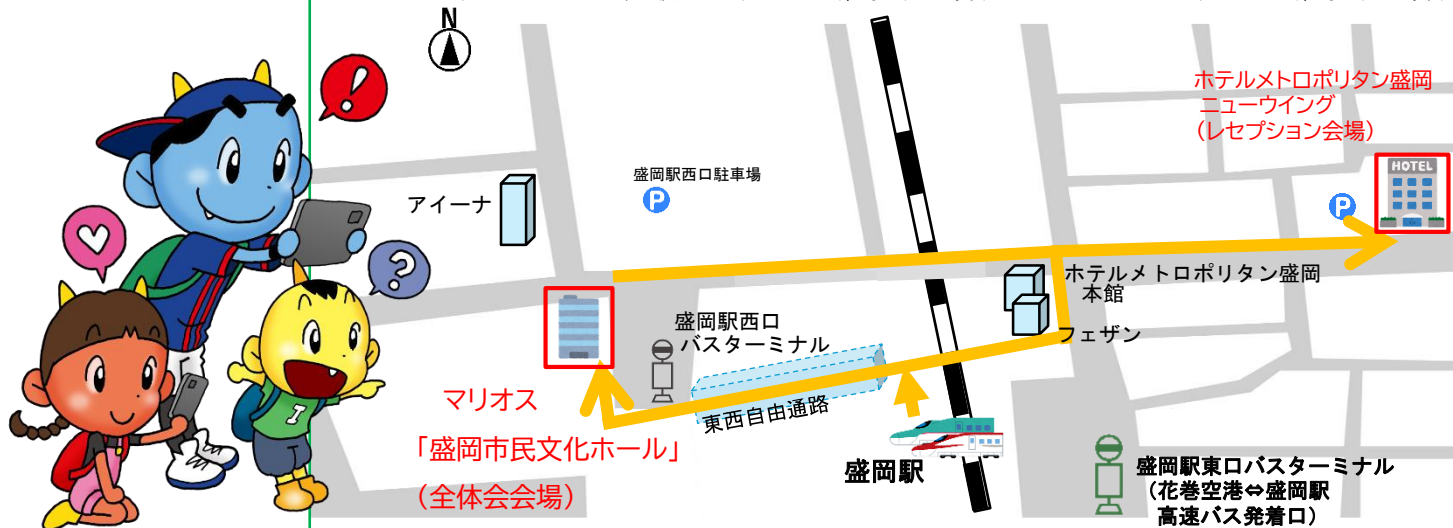 N
ホテルメトロポリタン盛岡
ニューウイング
(レセプション会場)
HOTEL
盛岡駅西口駐車場
P
アイーナ
P
ホテルメトロポリタン盛岡
本館
フェザン
盛岡駅西口
バスターミナル
東西自由通路
マリオス
「盛岡市民文化ホール」
(全体会会場)
盛岡駅
盛岡駅東口バスターミナル
(花巻空港⇔盛岡駅
高速バス発着口)
!
?
I